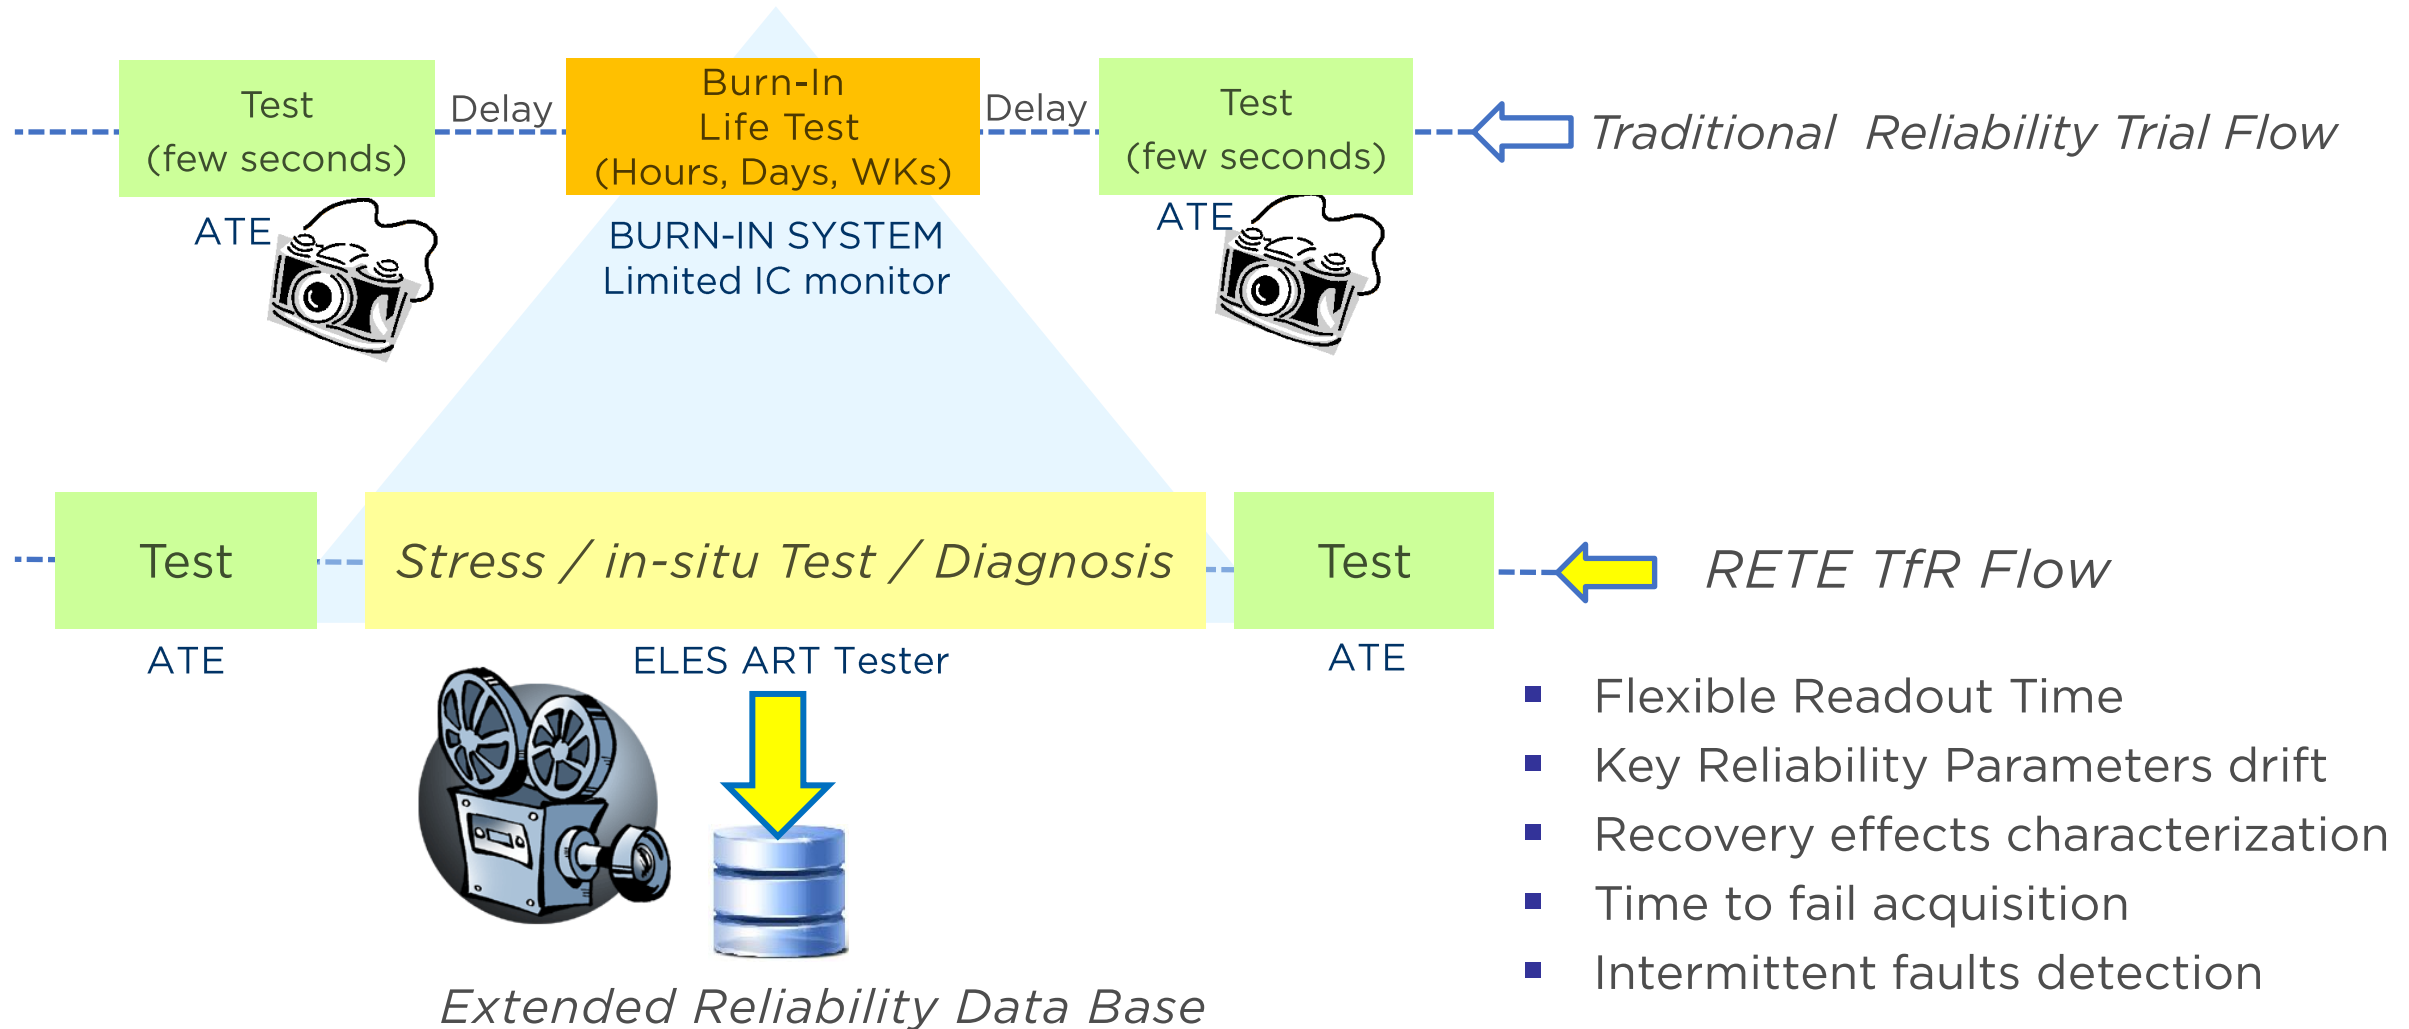 Test
(few seconds)
Delay
Burn-In
Life Test
(Hours, Days, WKs)
Delay
Test
(few seconds)
Traditional Reliability Trial Flow
ATE
BURN-IN SYSTEM
Limited IC monitor
ATE
Test
Stress / in-situ Test / Diagnosis
Test
RETE TfR Flow
ATE
ELES ART Tester
ATE
▪ Flexible Readout Time
▪ Key Reliability Parameters drift
▪ Recovery effects characterization
▪ Time to fail acquisition
▪ Intermittent faults detection
Extended Reliability Data Base